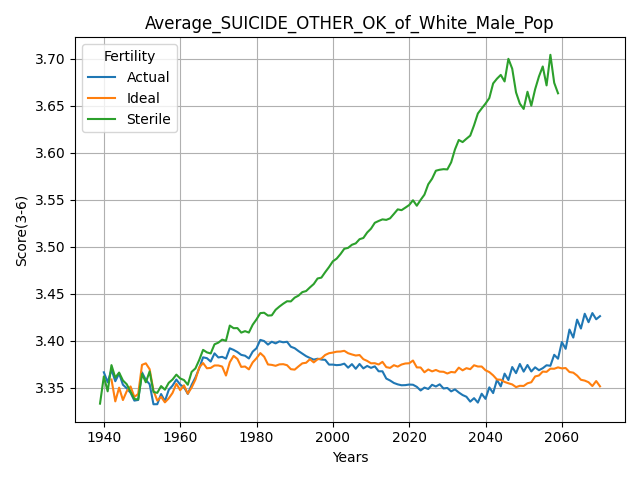 Average_SUICIDE_OTHER_OK_of_White_Male_Pop
Fertility
Actual
Ideal
Sterile
3.70
3.65
3.60
3.55
3.50
3.45
3.40
3.35
Score(3-6)
1940 1960 1980 2000 2020 2040 2060
Years